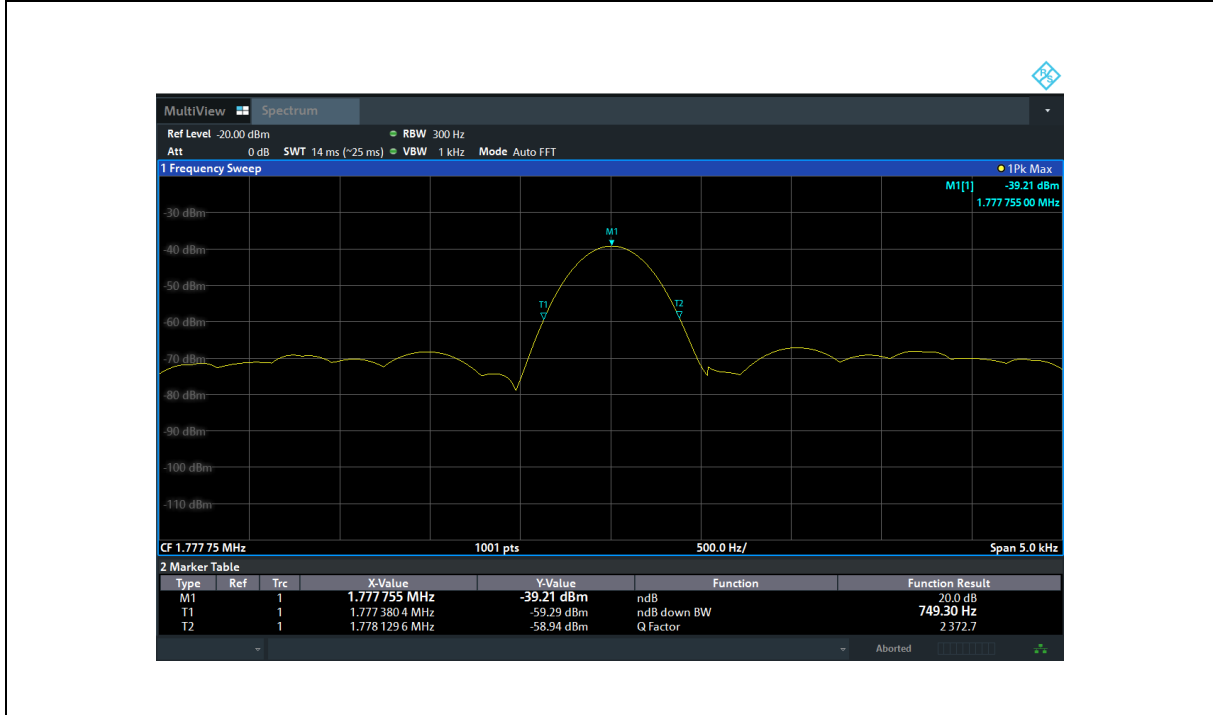 R&S
MultiView Spectrum
Ref Level -20.00 dBm RBW 300 Hz
Att 0 dB SWT 14 ms (~25 ms) VBW 1 kHz Mode Auto FFT
1 Frequency Sweep 1Pk Max
M1[1] -39.21 dBm
1.777 755 00 MHz
-30 dBm
M1
-40 dBm
-50 dBm
T1 T2
-60 dBm
-70 dBm
-80 dBm
-90 dBm
-100 dBm
-110 dBm
CF 1.777 75 MHz 1001 pts 500.0 Hz/ Span 5.0 kHz
2 Marker Table
Type Ref Trc X-Value Y-Value Function Function Result
M1 1 1.777 755 MHz -39.21 dBm ndB 20.0 dB
T1 1 1.777 380 4 MHz -59.29 dBm ndB down BW 749.30 Hz
T2 1 1.778 129 6 MHz -58.94 dBm Q Factor 2 372.7
Aborted